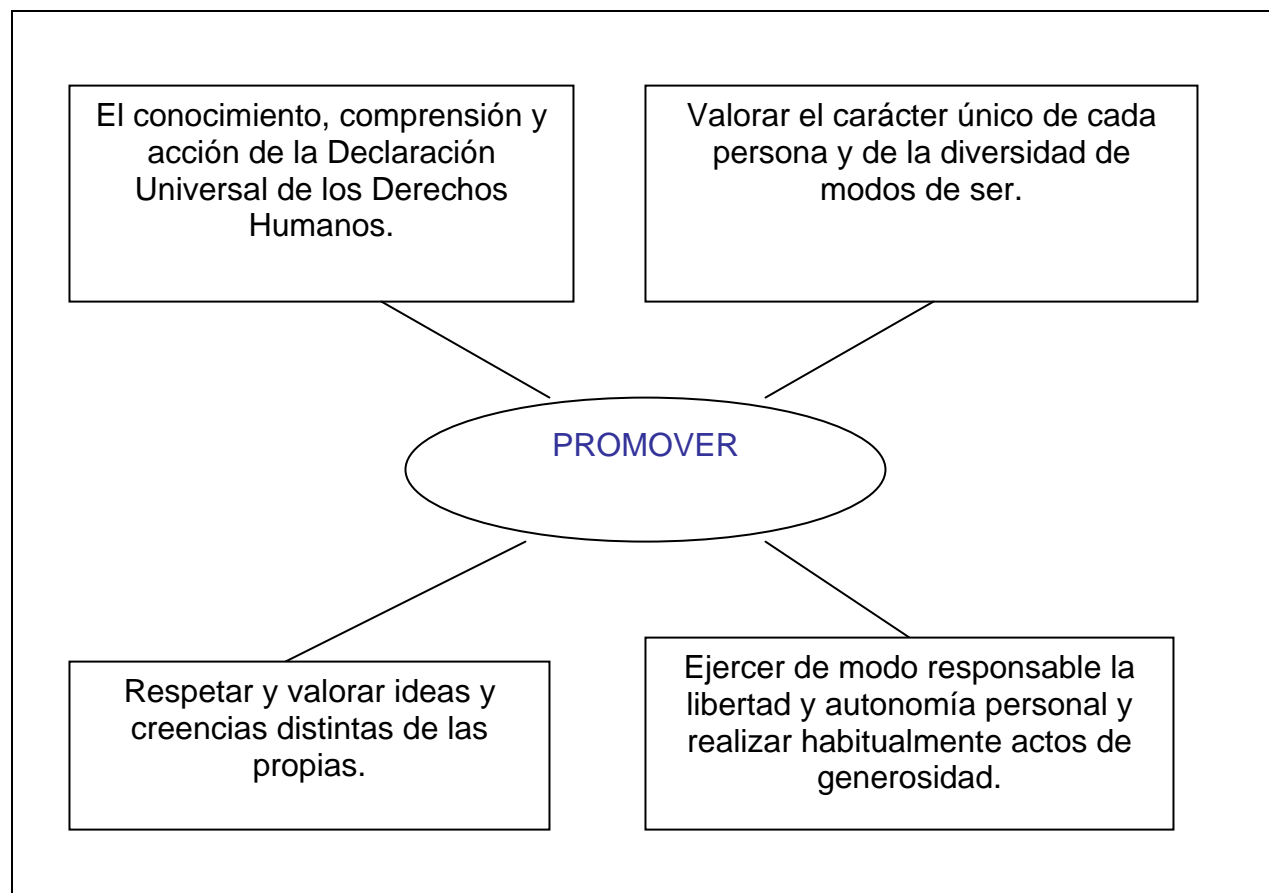 El conocimiento, comprensión y
acción de la Declaración
Universal de los Derechos
Humanos.
Valorar el carácter único de cada
persona y de la diversidad de
modos de ser.
PROMOVER
Respetar y valorar ideas y
creencias distintas de las
propias.
Ejercer de modo responsable la
libertad y autonomía personal y
realizar habitualmente actos de
generosidad.